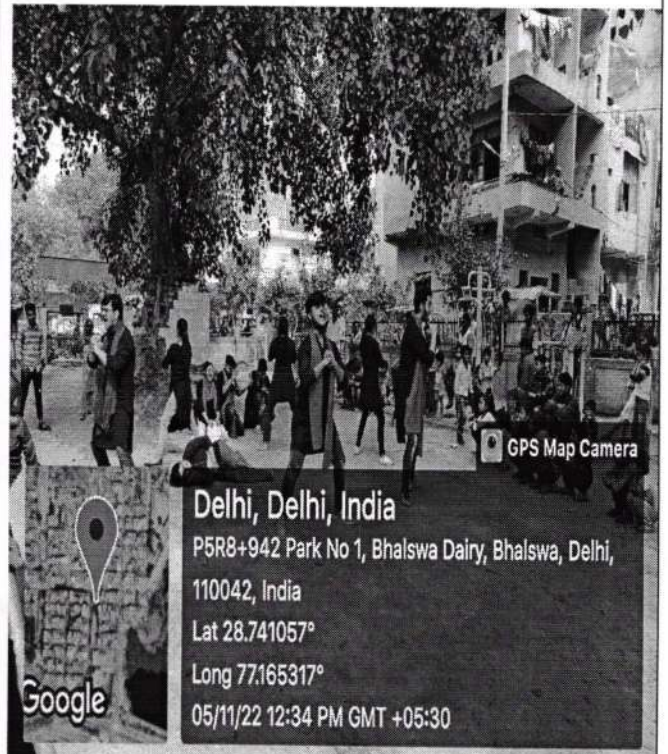 GPS Map Camera
Delhi, Delhi, India
P5R8+942 Park No 1, Bhalswa Dairy, Bhalswa, Delhi,
110042, India
Lat 28.741057°
Long 77.165317°
05/11/22 12:34 PM GMT +05:30
Google